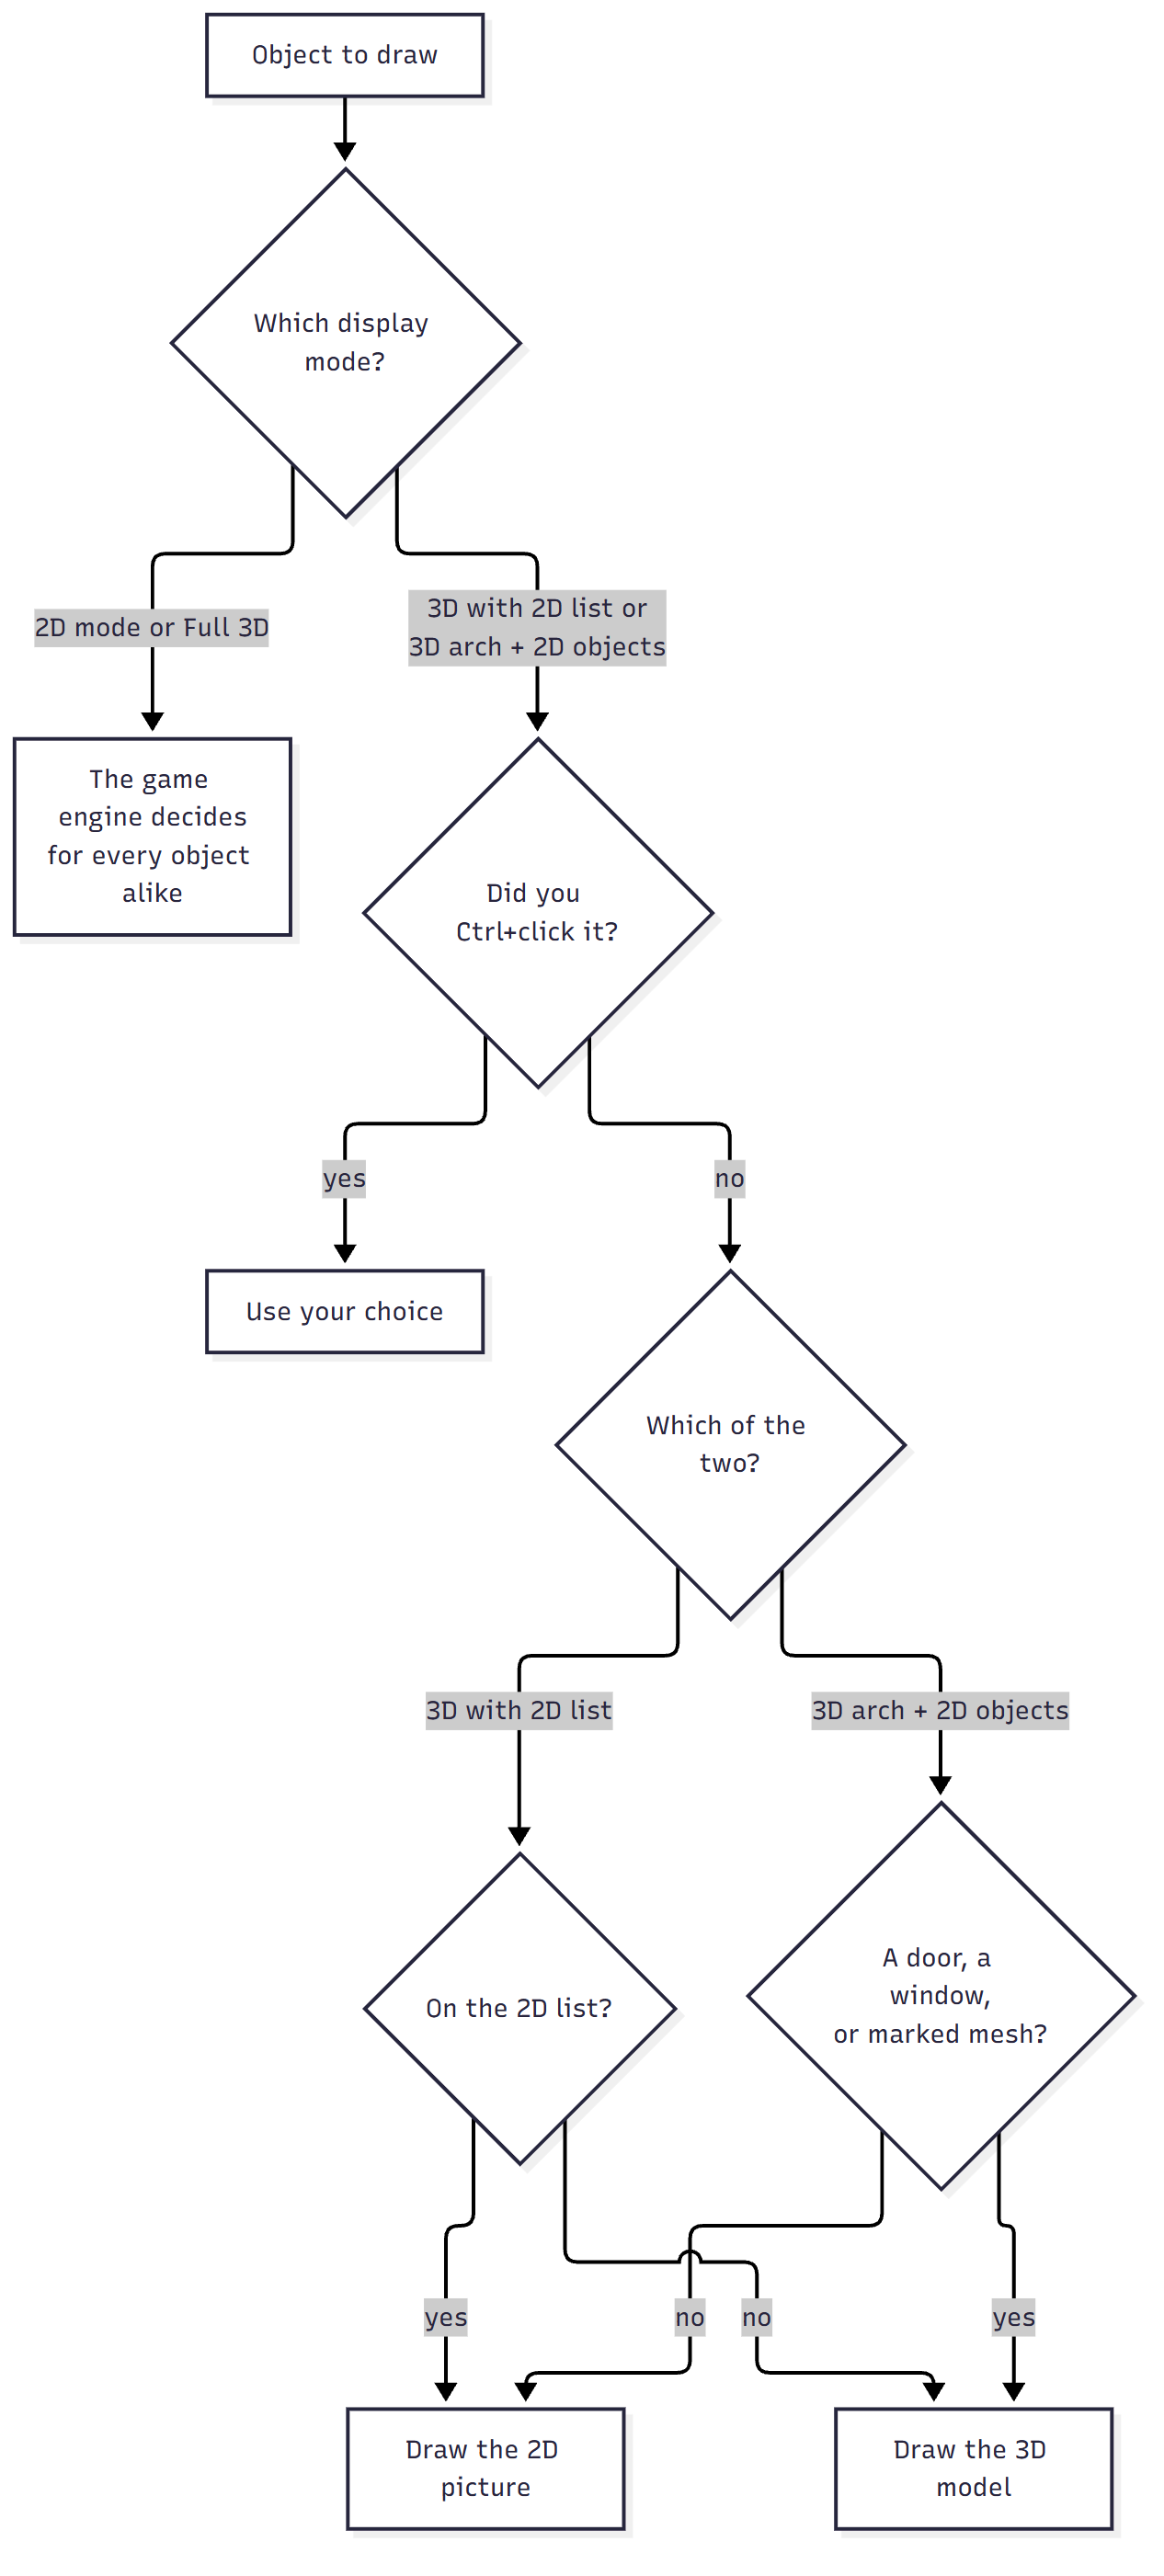 Object to draw
Which display
mode?
2D mode or Full 3D
3D with 2D list or
3D arch + 2D objects
The game
engine decides
for every object
alike
Did you
Ctrl+click it?
yes
no
Use your choice
Which of the
two?
3D with 2D list
3D arch + 2D objects
On the 2D list?
A door, a
window,
or marked mesh?
yes
no
no
yes
Draw the 2D
picture
Draw the 3D
model